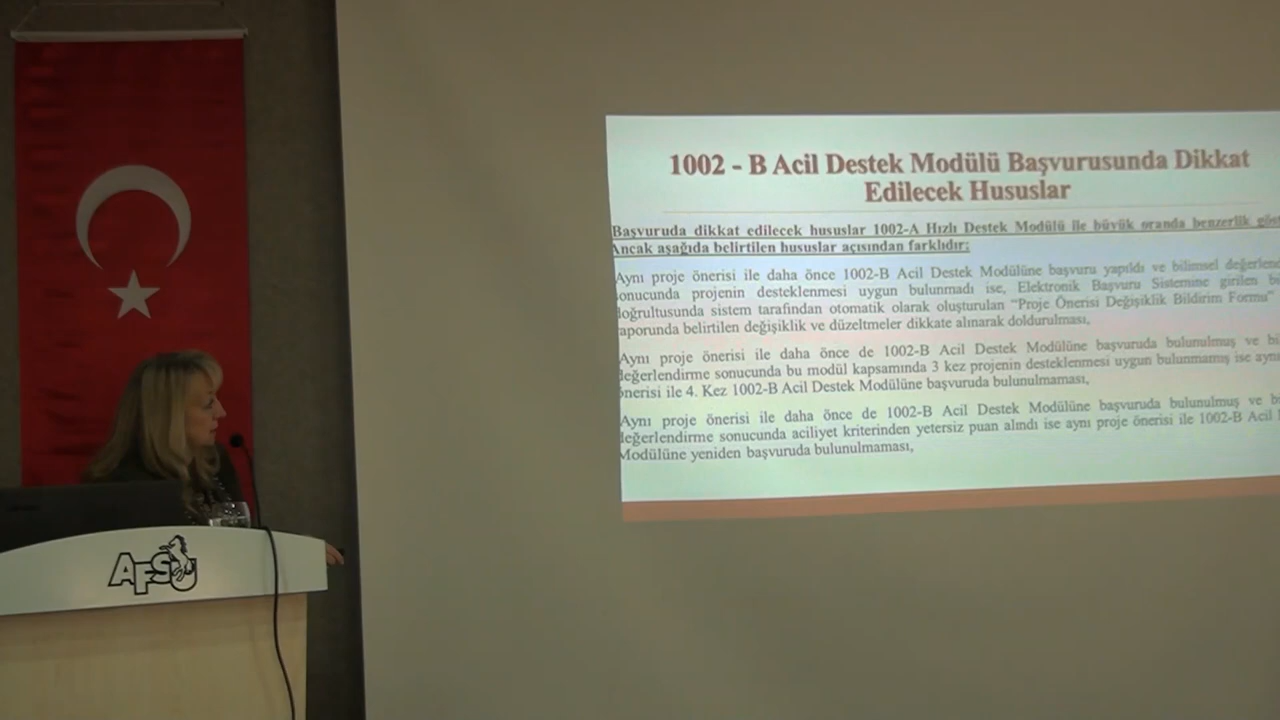 1002 - B Acil Destek Modülü Başvurusunda Dikkat
Edilecek Hususlar
Başvuruda dikkat edilecek hususlar 1002-A Hızlı Destek Modülü ile büyük oranda benzerlik
Ancak aşağıda belirtilen hususlar açısından farklıdır;
Aynı proje önerisi ile daha önce 1002-B Acil Destek Modülüne başvuru yapıldı ve bilimsel
sonucunda projenin desteklenmesi uygun bulunmadı ise, Elektronik Başvuru Sistemine girilen
doğrultusunda sistem tarafından otomatik olarak oluşturulan “Proje Önerisi Değişiklik Bildirim Formu”
aporunda belirtilen değişiklik ve düzeltmeler dikkate alınarak doldurulması,
Aynı proje önerisi ile daha önce de 1002-B Acil Destek Modülüne başvuruda bulunulmuş ve
değerlendirme sonucunda bu modül kapsamında 3 kez projenin desteklenmesi uygun bulunmamış ise
önerisi ile 4. Kez 1002-B Acil Destek Modülüne başvuruda bulunulmaması,
Aynı proje önerisi ile daha önce de 1002-B Acil Destek Modülüne başvuruda bulunulmuş ve
değerlendirme sonucunda aciliyet kriterinden yetersiz puan alındı ise aynı proje önerisi ile 1002-B Acil
Modülüne yeniden başvuruda bulunulmaması,
AFSU